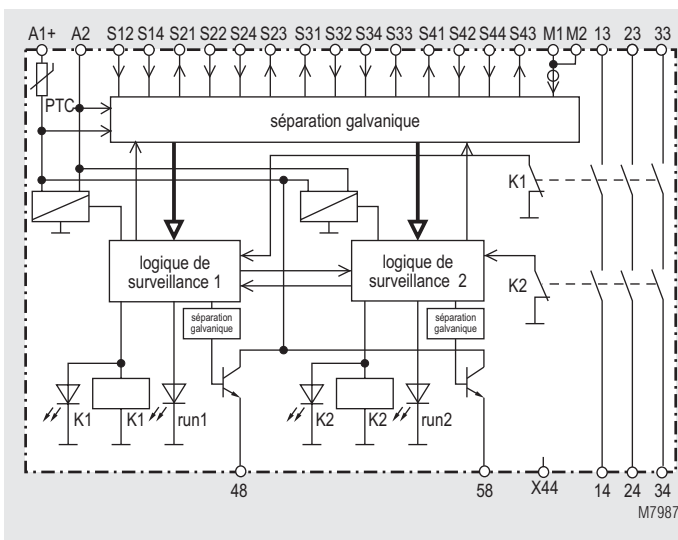 A1+ A2 S12 S14 S21 S22 S24 S23 S31 S32 S34 S33 S41 S42 S44 S43 M1 M2 13 23 33
PTC
séparation galvanique
K1
logique de
surveillance 1
logique de
surveillance 2
K2
séparation
galvanique
séparation
galvanique
K1 K1 run1 K2 K2 run2
48 58 X44 14 24 34
M7987